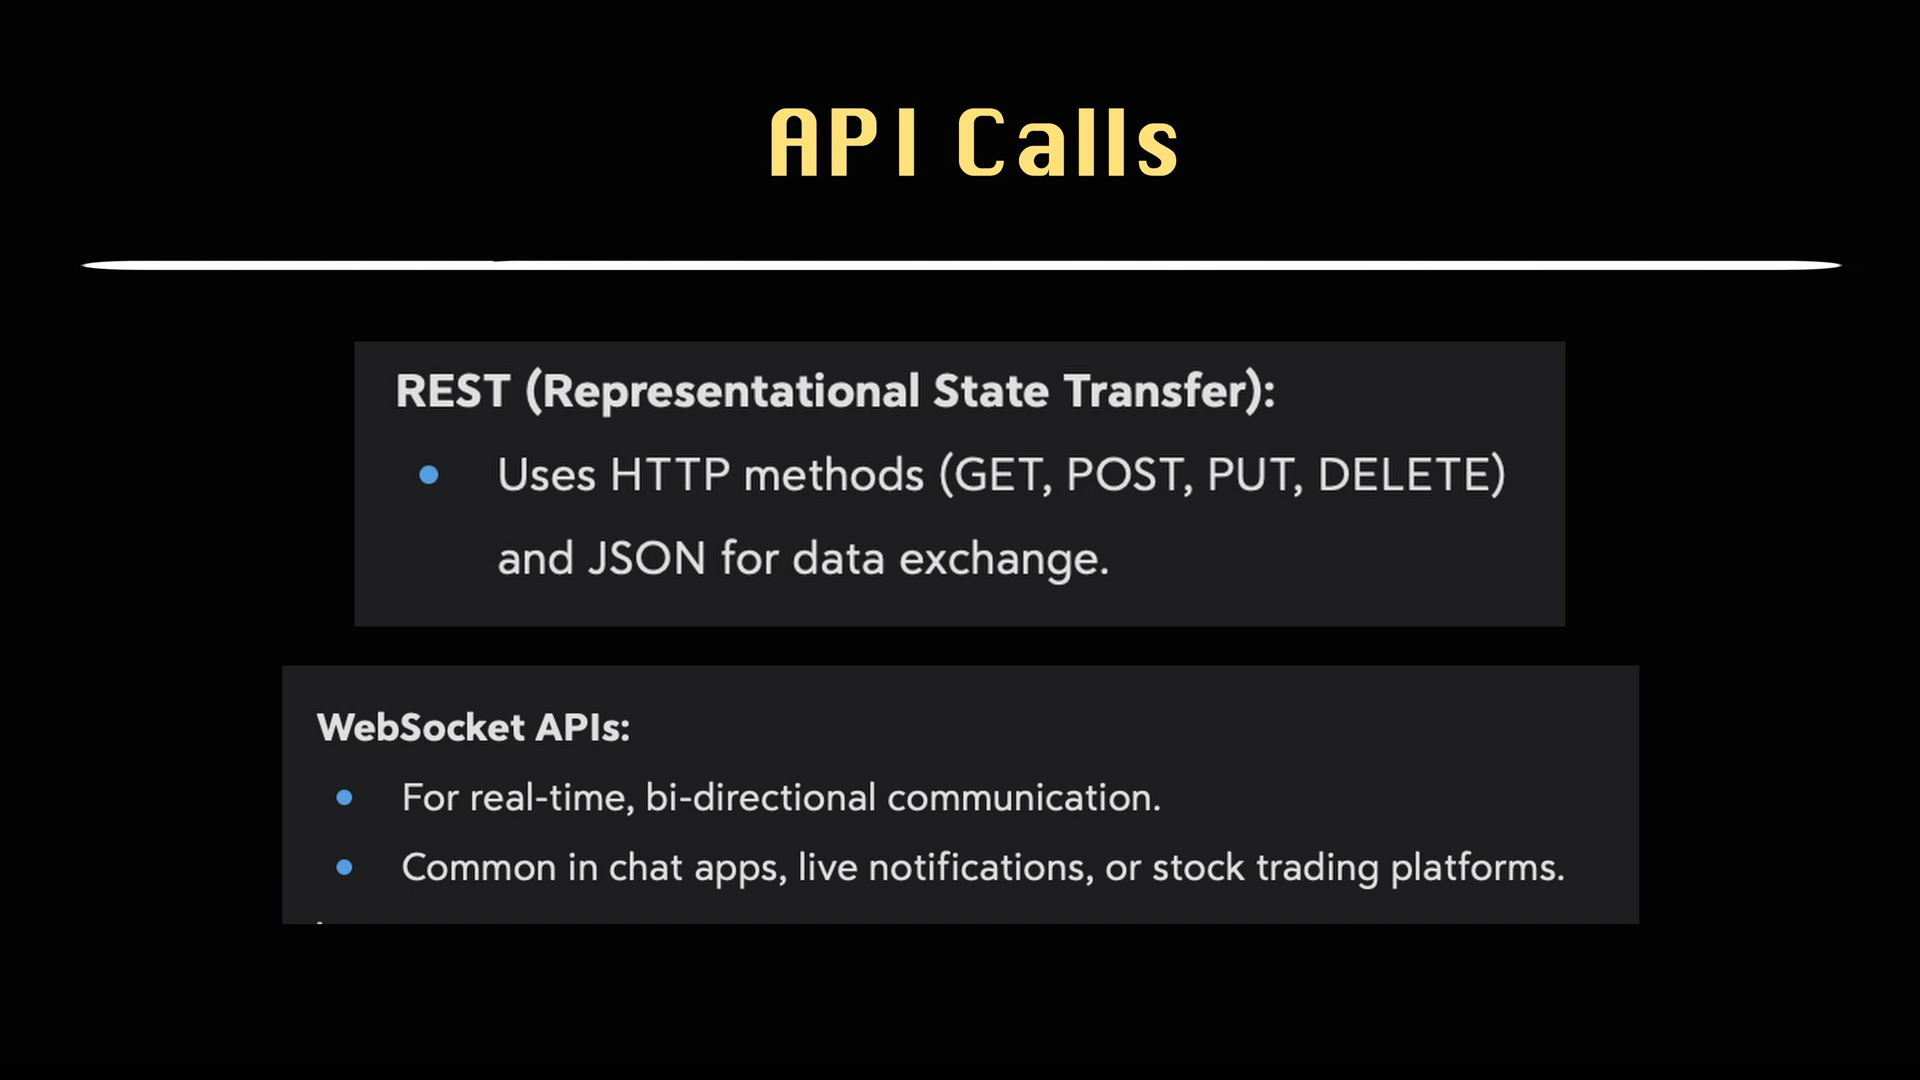 API Calls
REST (Representational State Transfer):
• Uses HTTP methods (GET, POST, PUT, DELETE)
and JSON for data exchange.
WebSocket APIs:
• For real-time, bi-directional communication.
• Common in chat apps, live notifications, or stock trading platforms.